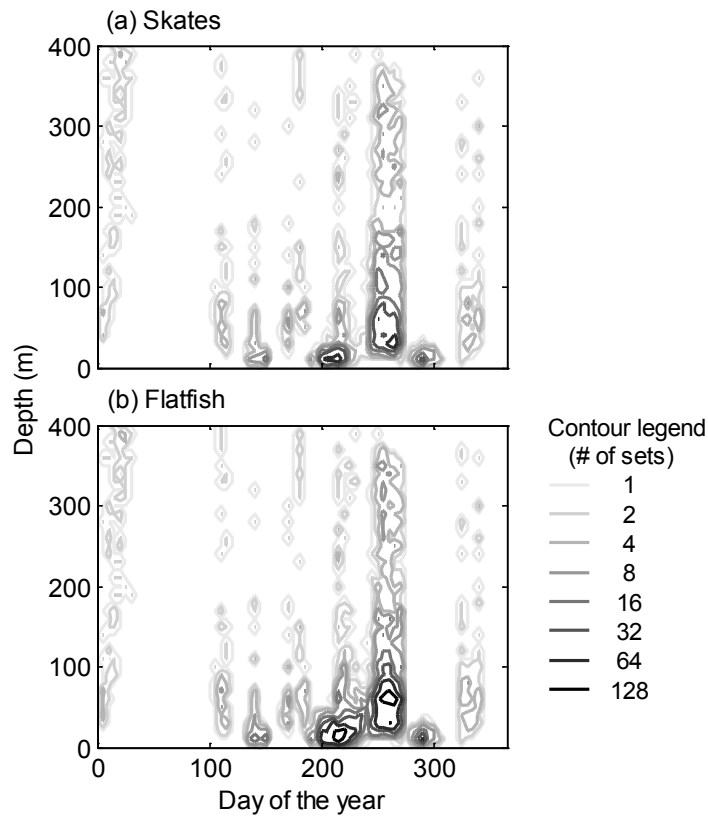 (a) Skates
400
300
200
100
0
Depth (m)
(b) Flatfish
400
300
200
100
0
0 100 200 300
Day of the year
Contour legend
(# of sets)
1
2
4
8
16
32
64
128